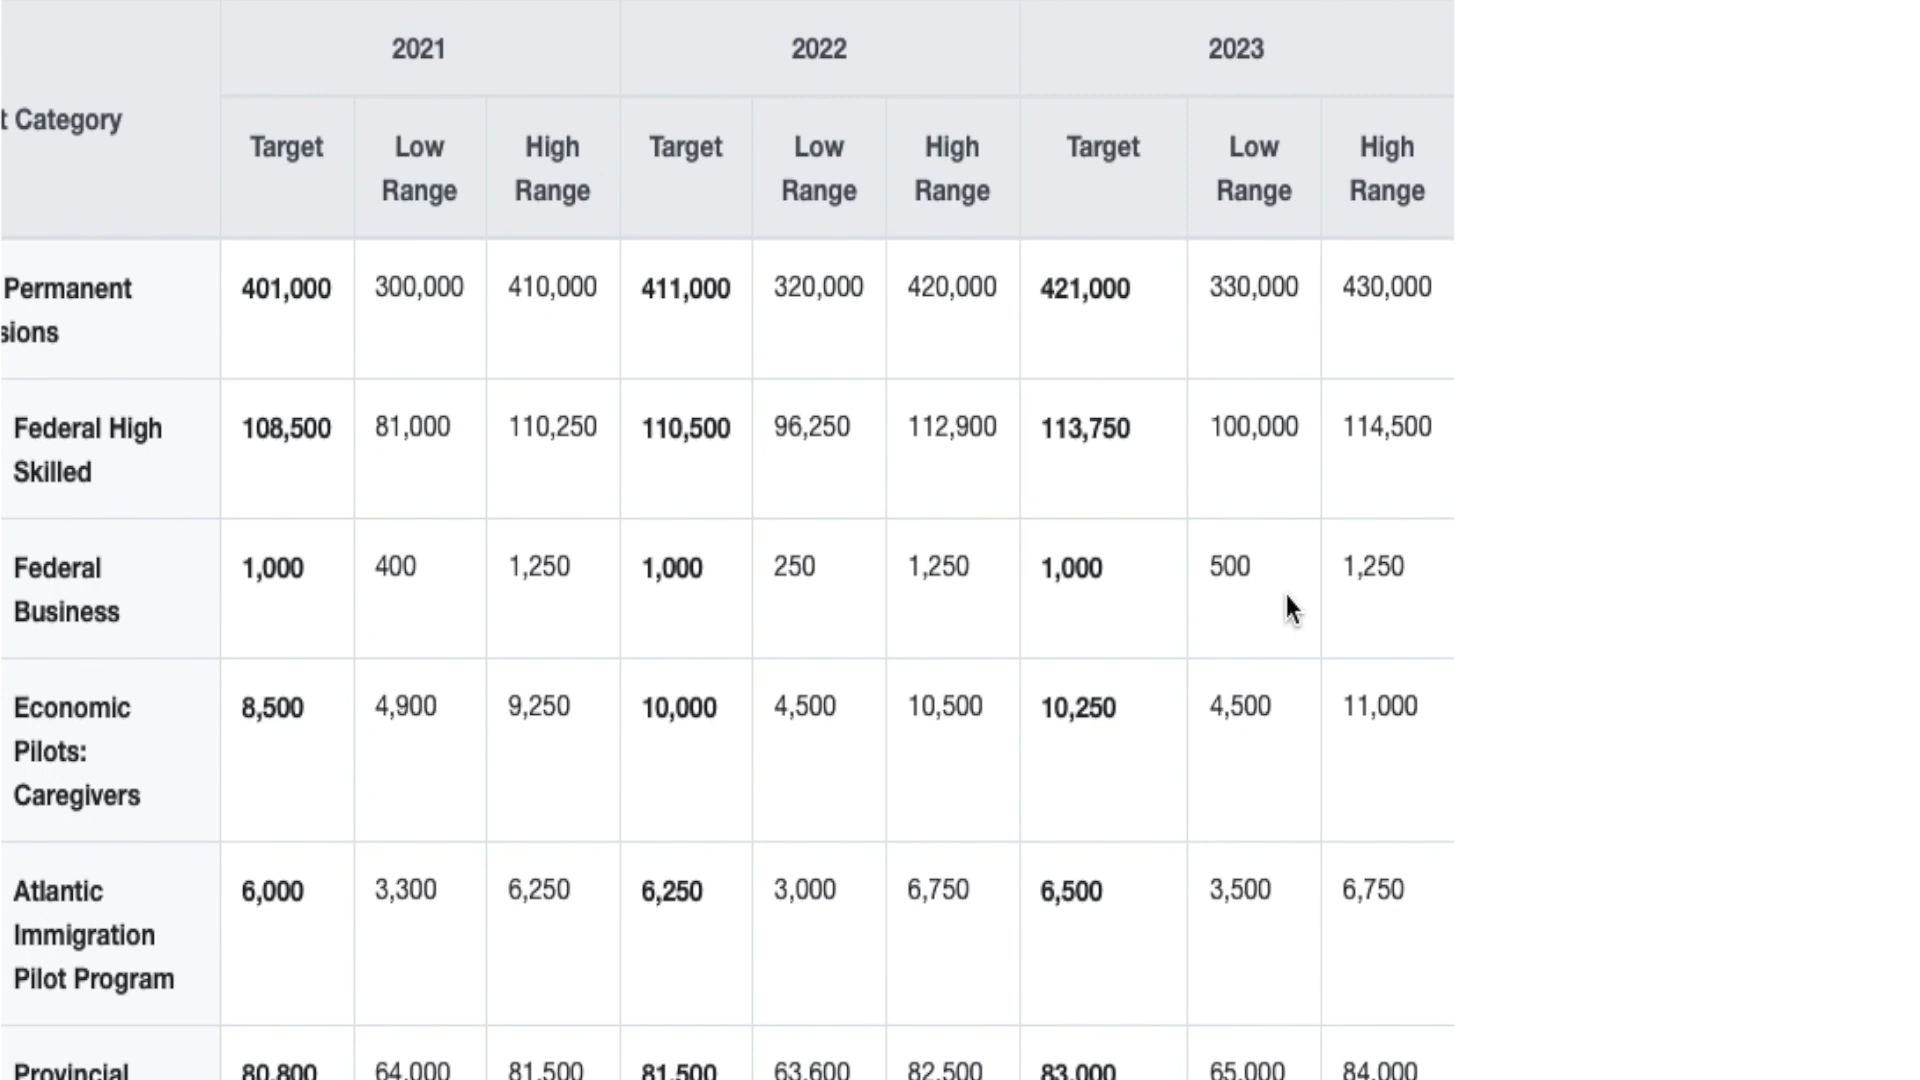 2021 2022 2023
t Category
Target Low Range High Range Target Low Range High Range Target Low Range High Range
Permanent
sions
401,000 300,000 410,000 411,000 320,000 420,000 421,000 330,000 430,000
Federal High
Skilled
108,500 81,000 110,250 110,500 96,250 112,900 113,750 100,000 114,500
Federal
Business
1,000 400 1,250 1,000 250 1,250 1,000 500 1,250
Economic
Pilots:
Caregivers
8,500 4,900 9,250 10,000 4,500 10,500 10,250 4,500 11,000
Atlantic
Immigration
Pilot Program
6,000 3,300 6,250 6,250 3,000 6,750 6,500 3,500 6,750
Provincial 80,800 64,000 81,500 81,500 63,600 82,500 83,000 65,000 84,000